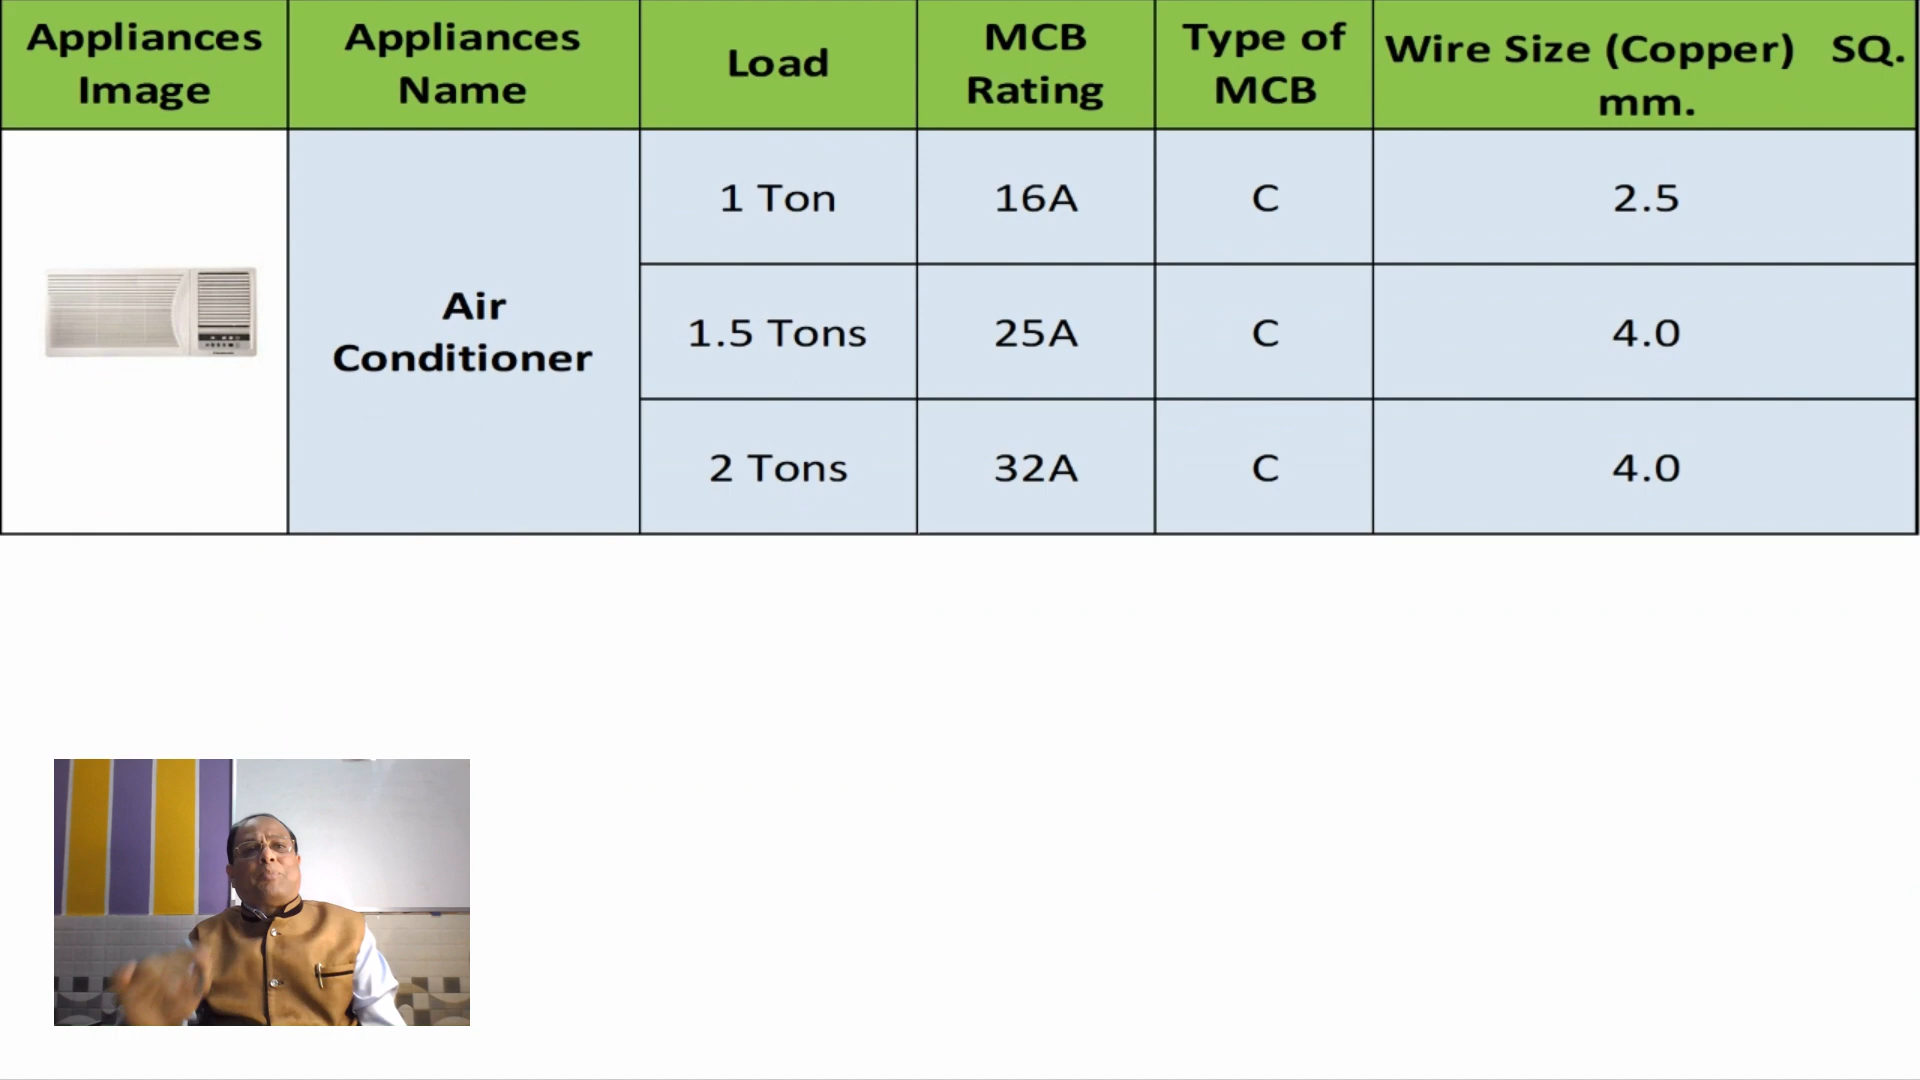 Appliances Image
Appliances Name
Load
MCB Rating
Type of MCB
Wire Size (Copper) SQ. mm.
Air Conditioner
1 Ton 16A C 2.5
1.5 Tons 25A C 4.0
2 Tons 32A C 4.0